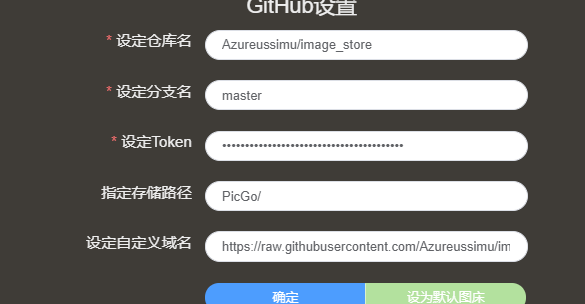 GitHub设置
* 设定仓库名
Azureussimu/image_store
* 设定分支名
master
* 设定Token
••••••••••••••••••••••••••••••••••••••••
指定存储路径
PicGo/
设定自定义域名
https://raw.githubusercontent.com/Azureussimu/im
确定
设为默认图床